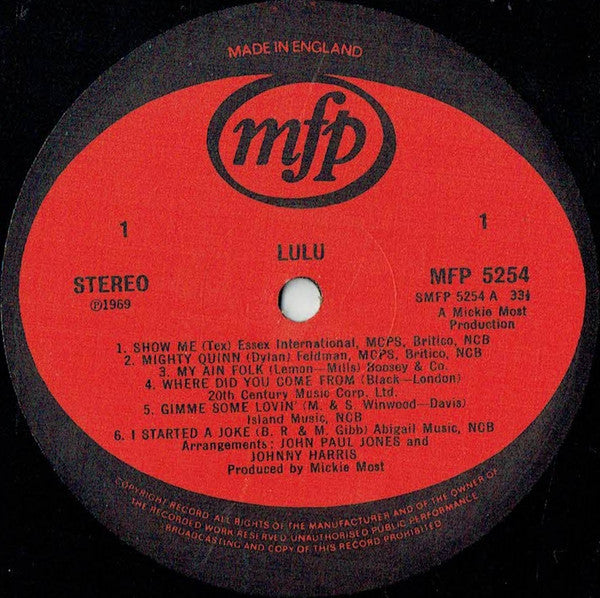 MADE IN ENGLAND
mfp
1
1
LULU
STEREO
MFP 5254
℗1969
SMFP 5254 A 33⅓
A Mickie Most
Production
1. SHOW ME (Tex) Essex International, MCPS, Britico, NCB
2. MIGHTY QUINN (Dylan) Feldman, MCPS, Britico, NCB
3. MY AIN FOLK (Lemon—Mills) Boosey & Co.
4. WHERE DID YOU COME FROM (Black—London)
20th Century Music Corp. Ltd.
5. GIMME SOME LOVIN' (M. & S. Winwood—Davis)
Island Music, NCB
6. I STARTED A JOKE (B. R. & M. Gibb) Abigail Music, NCB
Arrangements: JOHN PAUL JONES and
JOHNNY HARRIS
Produced by Mickie Most
COPYRIGHT RECORD ALL RIGHTS OF THE MANUFACTURER AND OF THE OWNER OF
THE RECORDED WORK RESERVED UNAUTHORISED PUBLIC PERFORMANCE
BROADCASTING AND COPY OF THIS RECORD PROHIBITED